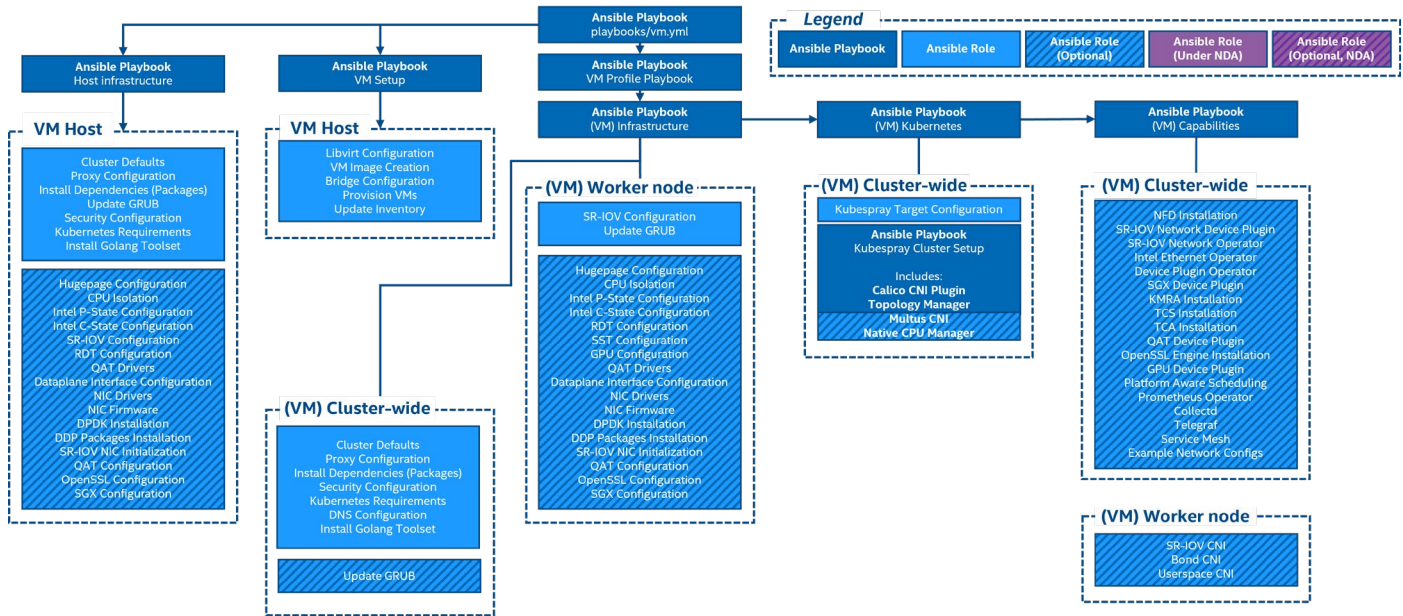 Ansible Playbook
playbooks/vm.yml
Legend
Ansible Playbook
Ansible Role
Ansible Role
(Optional)
Ansible Role
(Under NDA)
Ansible Role
(Optional, NDA)
Ansible Playbook
Host infrastructure
Ansible Playbook
VM Setup
Ansible Playbook
VM Profile Playbook
Ansible Playbook
(VM) Infrastructure
Ansible Playbook
(VM) Kubernetes
Ansible Playbook
(VM) Capabilities
VM Host
Cluster Defaults
Proxy Configuration
Install Dependencies (Packages)
Update GRUB
Security Configuration
Kubernetes Requirements
Install Golang Toolset
Hugepage Configuration
CPU Isolation
Intel P-State Configuration
Intel C-State Configuration
SR-IOV Configuration
RDT Configuration
QAT Drivers
Dataplane Interface Configuration
NIC Drivers
NIC Firmware
DPDK Installation
DDP Packages Installation
SR-IOV NIC Initialization
QAT Configuration
OpenSSL Configuration
SGX Configuration
VM Host
Libvirt Configuration
VM Image Creation
Bridge Configuration
Provision VMs
Update Inventory
(VM) Cluster-wide
Cluster Defaults
Proxy Configuration
Install Dependencies (Packages)
Security Configuration
Kubernetes Requirements
DNS Configuration
Install Golang Toolset
Update GRUB
(VM) Worker node
SR-IOV Configuration
Update GRUB
Hugepage Configuration
CPU Isolation
Intel P-State Configuration
Intel C-State Configuration
RDT Configuration
SST Configuration
GPU Configuration
QAT Drivers
Dataplane Interface Configuration
NIC Drivers
NIC Firmware
DPDK Installation
DDP Packages Installation
SR-IOV NIC Initialization
QAT Configuration
OpenSSL Configuration
SGX Configuration
(VM) Cluster-wide
Kubespray Target Configuration
Ansible Playbook
Kubespray Cluster Setup
Includes:
Calico CNI Plugin
Topology Manager
Multus CNI
Native CPU Manager
(VM) Cluster-wide
NFD Installation
SR-IOV Network Device Plugin
SR-IOV Network Operator
Intel Ethernet Operator
Device Plugin Operator
SGX Device Plugin
KMRA Installation
TCS Installation
TCA Installation
QAT Device Plugin
OpenSSL Engine Installation
GPU Device Plugin
Platform Aware Scheduling
Prometheus Operator
Collectd
Telegraf
Service Mesh
Example Network Configs
(VM) Worker node
SR-IOV CNI
Bond CNI
Userspace CNI